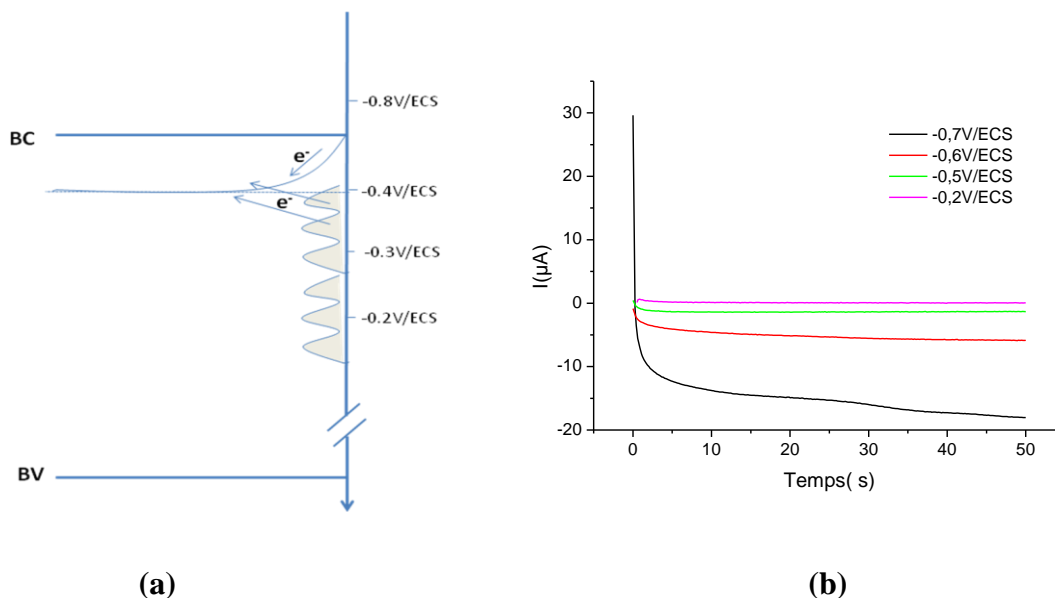 -0.8V/ECS
BC
e-
-0.4V/ECS
e-
-0.3V/ECS
-0.2V/ECS
BV
(a)
30
20
10
0
-10
-20
I(µA)
-0,7V/ECS
-0,6V/ECS
-0,5V/ECS
-0,2V/ECS
0 10 20 30 40 50
Temps( s)
(b)